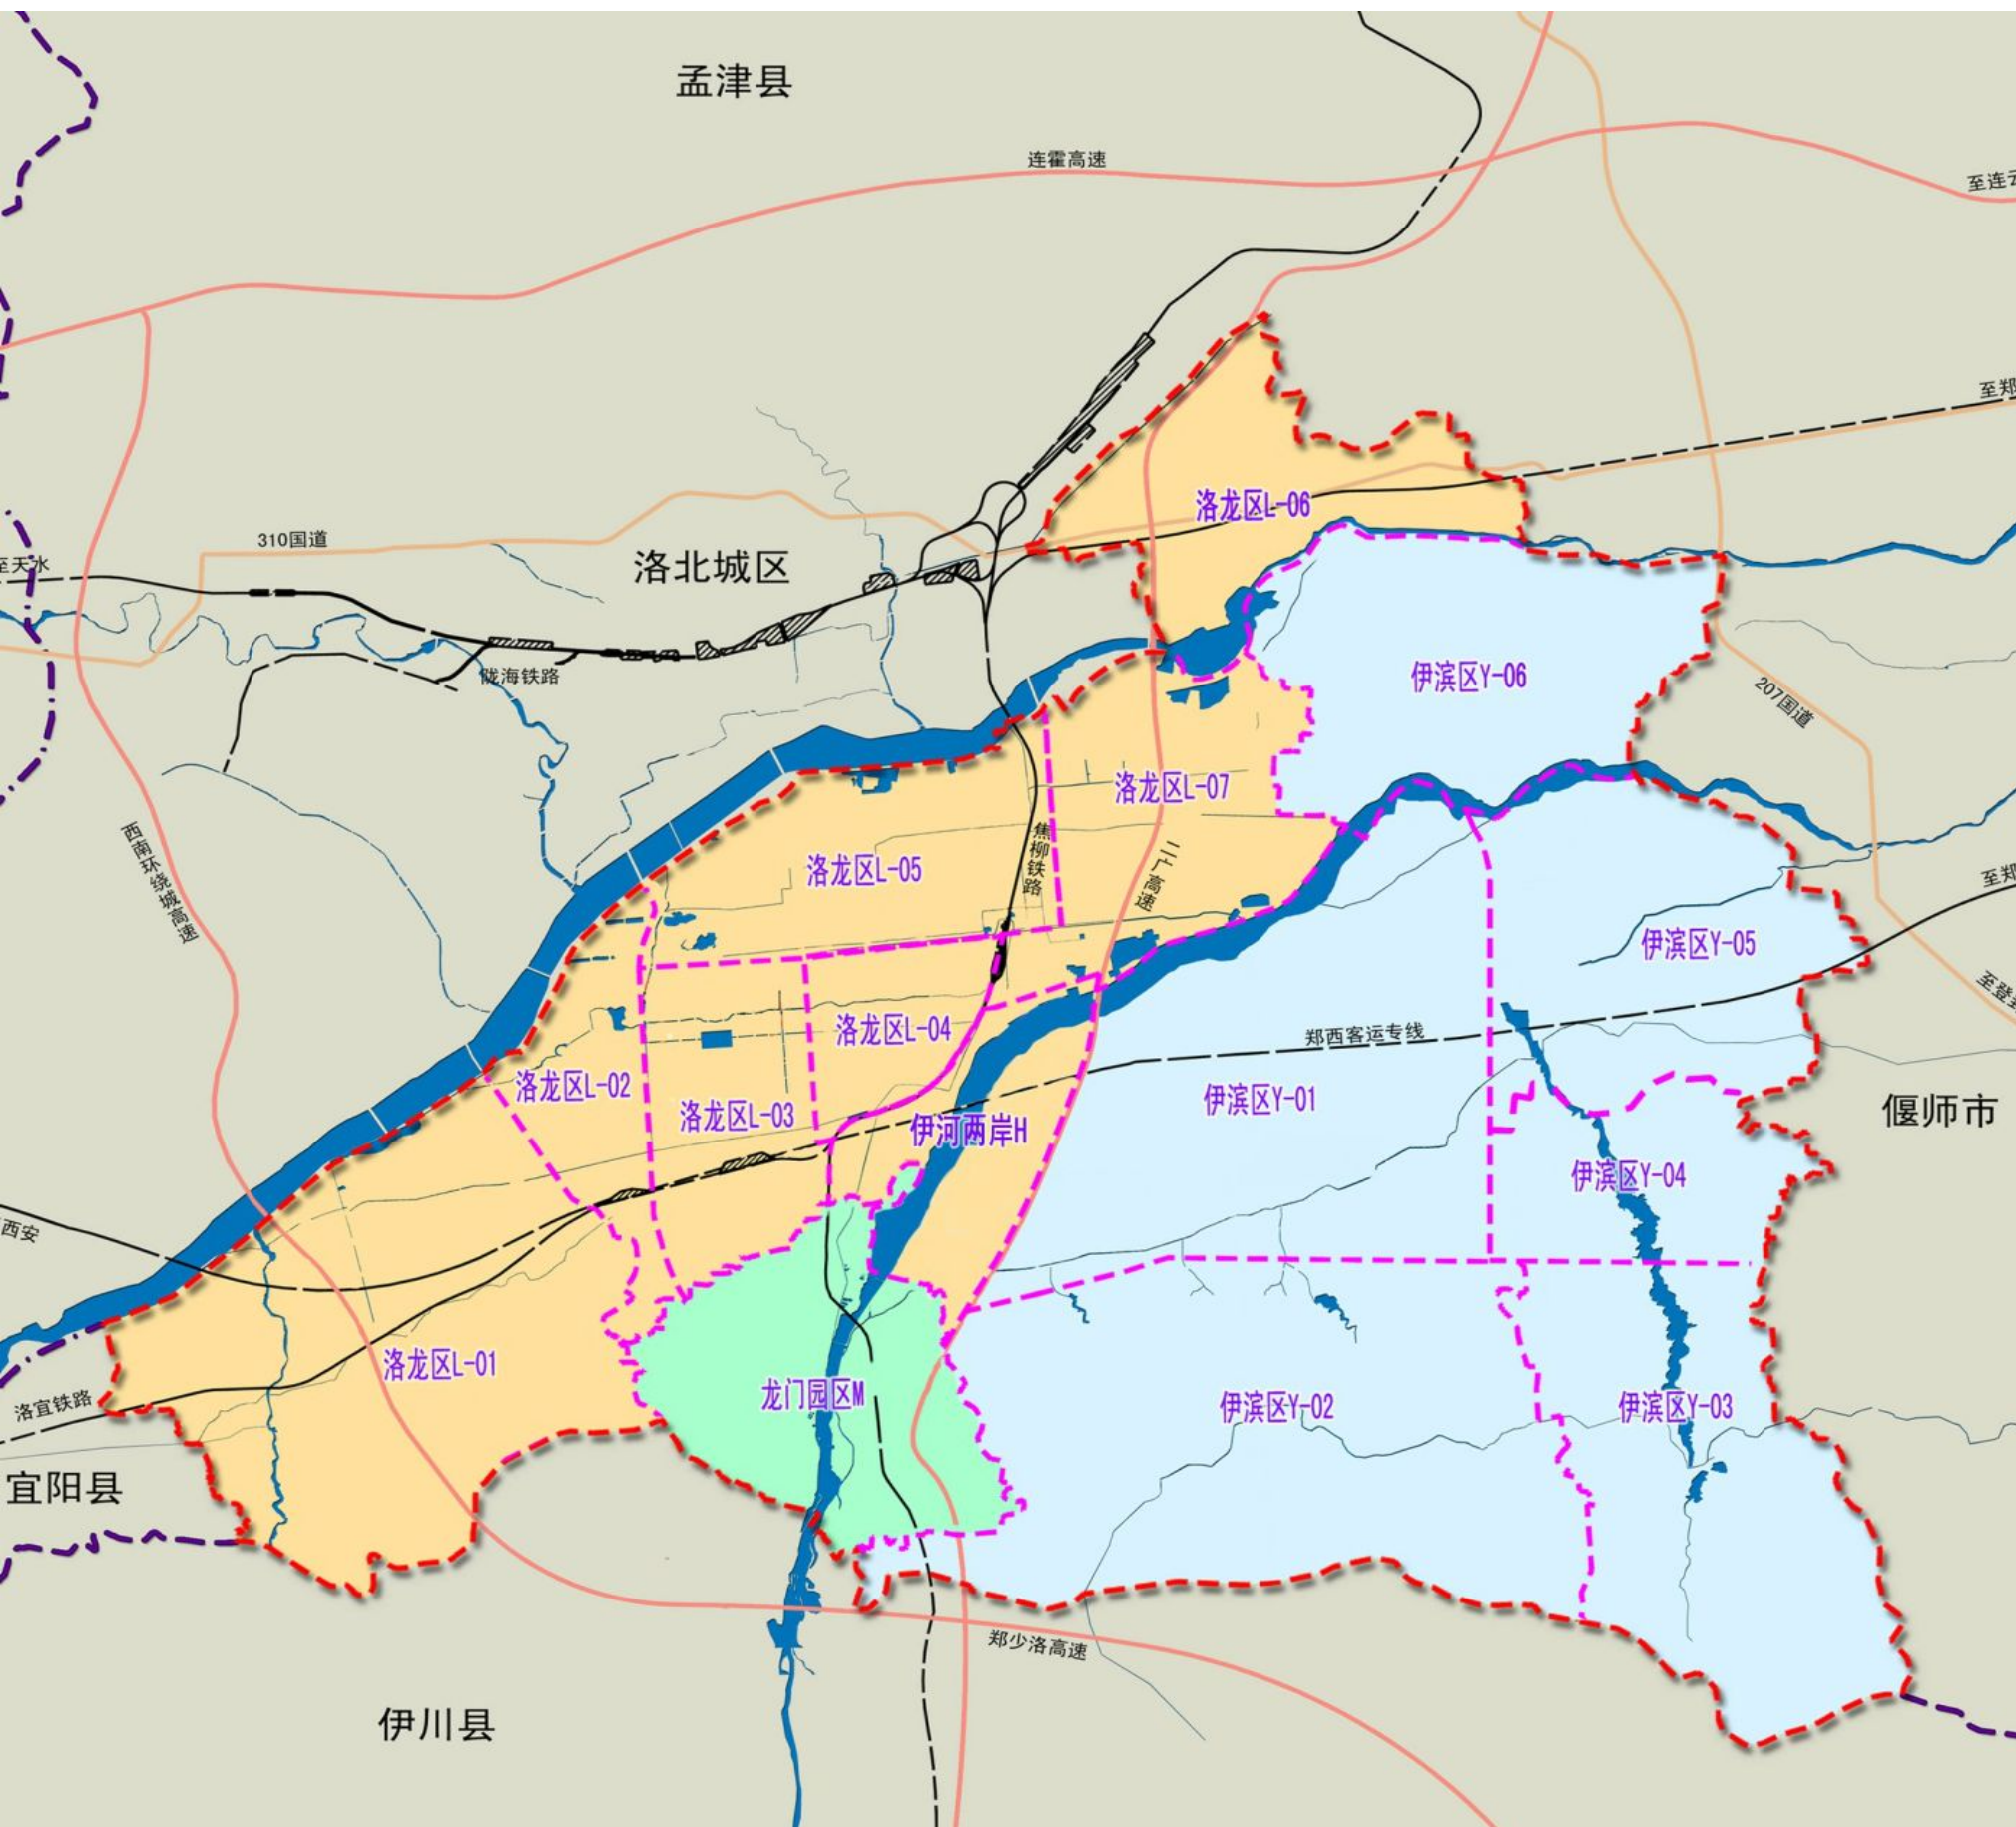 孟津县
连霍高速
至连云
至郑
洛龙区L-06
310国道
洛北城区
至天水
陇海铁路
伊滨区Y-06
207国道
洛龙区L-07
西南环绕城高速
焦柳铁路
二广高速
洛龙区L-05
至郑
伊滨区Y-05
至登封
洛龙区L-04
郑西客运专线
洛龙区L-02
伊滨区Y-01
洛龙区L-03
伊河两岸H
偃师市
伊滨区Y-04
西安
洛龙区L-01
龙门园区M
洛宜铁路
伊滨区Y-02
伊滨区Y-03
宜阳县
郑少洛高速
伊川县